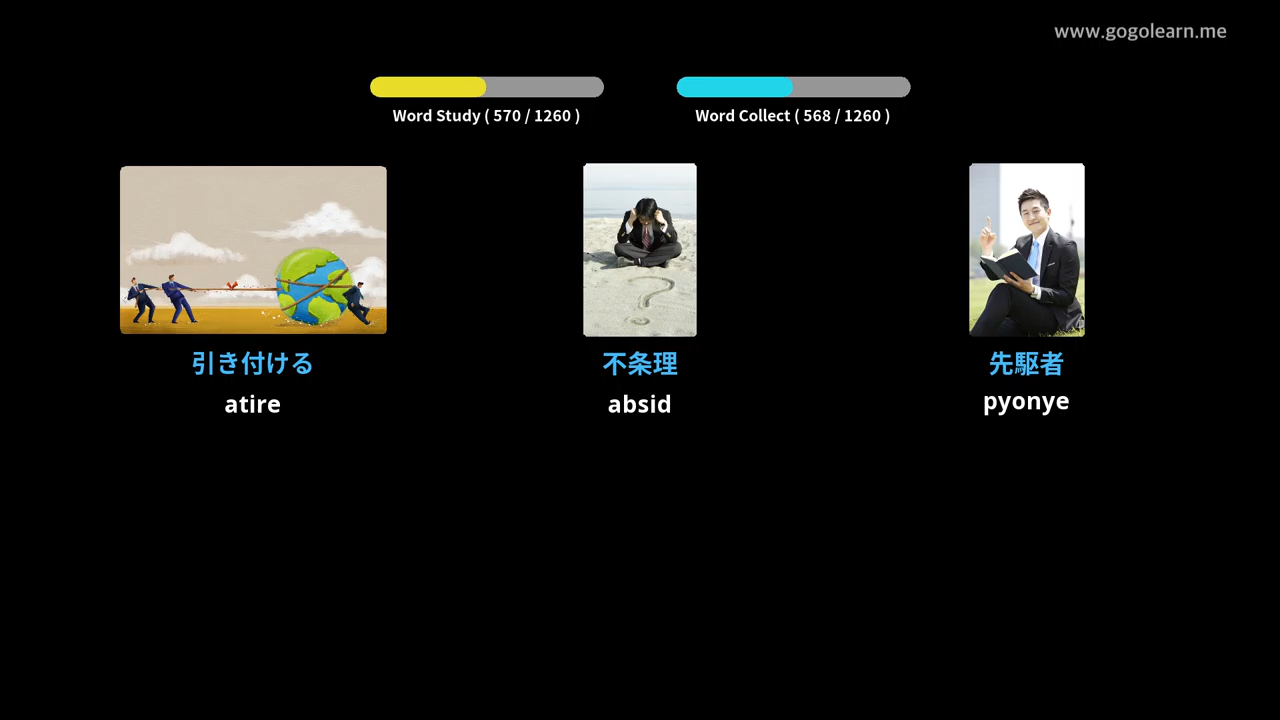 www.gogolearn.me
Word Study ( 570 / 1260 )
Word Collect ( 568 / 1260 )
引き付ける
不条理
先駆者
atire
absid
pyonye